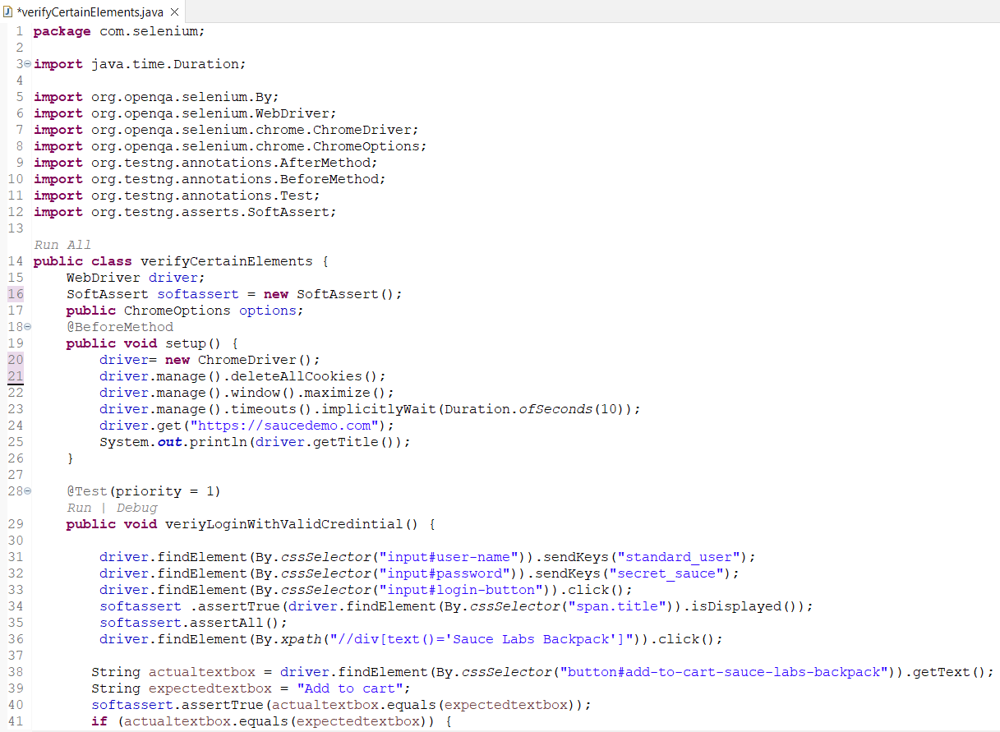 *verifyCertainElements.java
1 package com.selenium;
2
3 import java.time.Duration;
4
5 import org.openqa.selenium.By;
6 import org.openqa.selenium.WebDriver;
7 import org.openqa.selenium.chrome.ChromeDriver;
8 import org.openqa.selenium.chrome.ChromeOptions;
9 import org.testng.annotations.AfterMethod;
10 import org.testng.annotations.BeforeMethod;
11 import org.testng.annotations.Test;
12 import org.testng.asserts.SoftAssert;
13
Run All
14 public class verifyCertainElements {
15     WebDriver driver;
16     SoftAssert softassert = new SoftAssert();
17     public ChromeOptions options;
18     @BeforeMethod
19     public void setup() {
20         driver= new ChromeDriver();
21         driver.manage().deleteAllCookies();
22         driver.manage().window().maximize();
23         driver.manage().timeouts().implicitlyWait(Duration.ofSeconds(10));
24         driver.get("https://saucedemo.com");
25         System.out.println(driver.getTitle());
26     }
27
28     @Test(priority = 1)
Run | Debug
29     public void veriyLoginWithValidCredintial() {
30
31         driver.findElement(By.cssSelector("input#user-name")).sendKeys("standard_user");
32         driver.findElement(By.cssSelector("input#password")).sendKeys("secret_sauce");
33         driver.findElement(By.cssSelector("input#login-button")).click();
34         softassert .assertTrue(driver.findElement(By.cssSelector("span.title")).isDisplayed());
35         softassert.assertAll();
36         driver.findElement(By.xpath("//div[text()='Sauce Labs Backpack']")).click();
37
38        String actualtextbox = driver.findElement(By.cssSelector("button#add-to-cart-sauce-labs-backpack")).getText();
39        String expectedtextbox = "Add to cart";
40        softassert.assertTrue(actualtextbox.equals(expectedtextbox));
41        if (actualtextbox.equals(expectedtextbox)) {